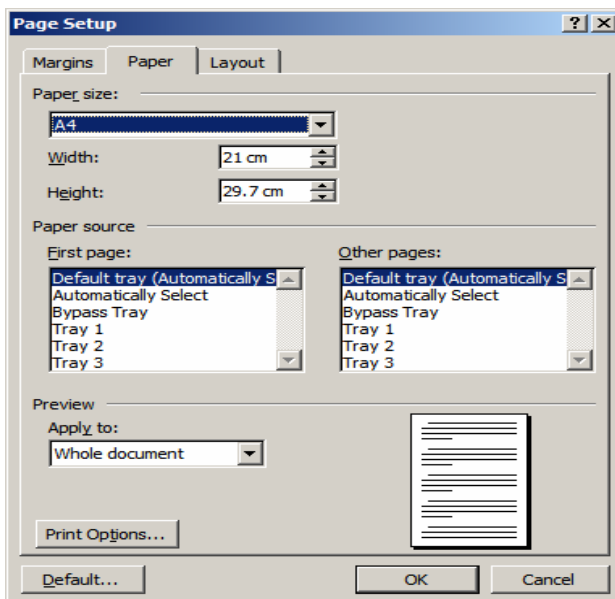 Page Setup
Margins Paper Layout
Paper size:
A4
Width: 21 cm
Height: 29.7 cm
Paper source
First page: Other pages:
Default tray (Automatically S Default tray (Automatically S
Automatically Select Automatically Select
Bypass Tray Bypass Tray
Tray 1 Tray 1
Tray 2 Tray 2
Tray 3 Tray 3
Preview
Apply to:
Whole document
Print Options...
Default... OK Cancel